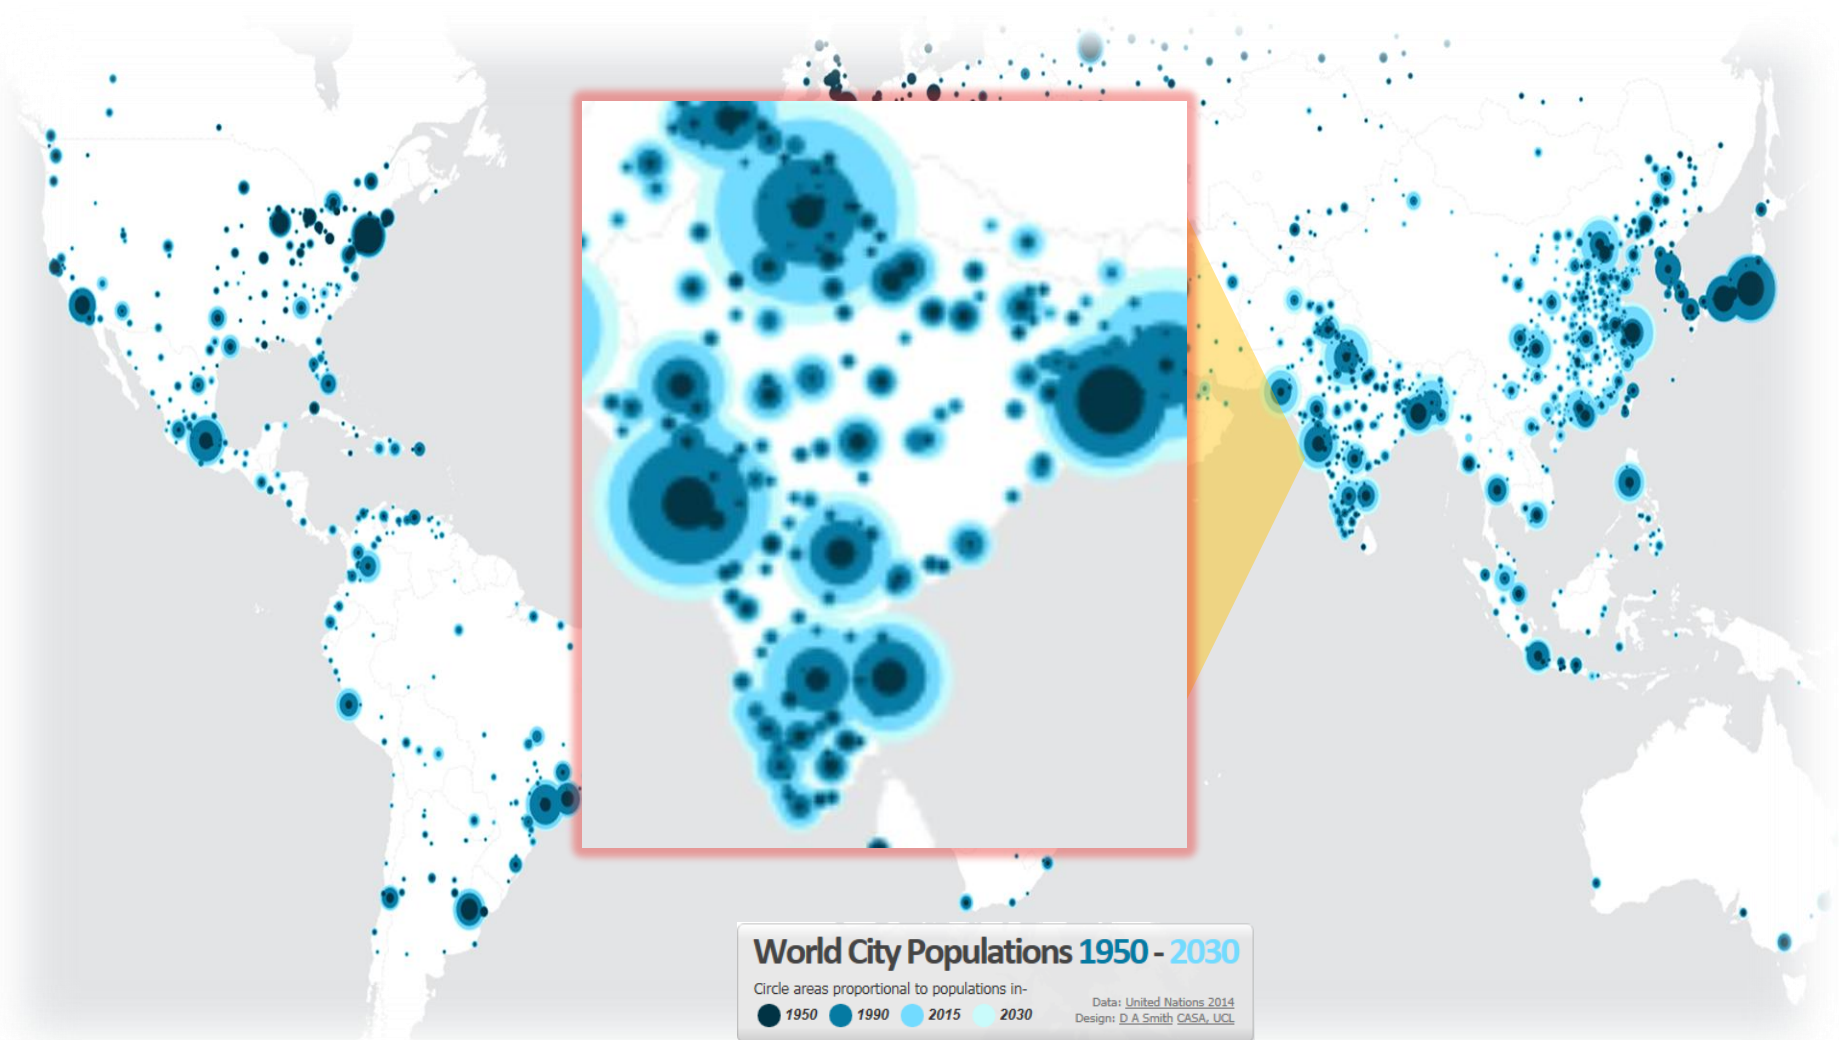 World City Populations 1950 - 2030
Circle areas proportional to populations in-
1950 1990 2015 2030
Data: United Nations 2014
Design: D A Smith CASA, UCL